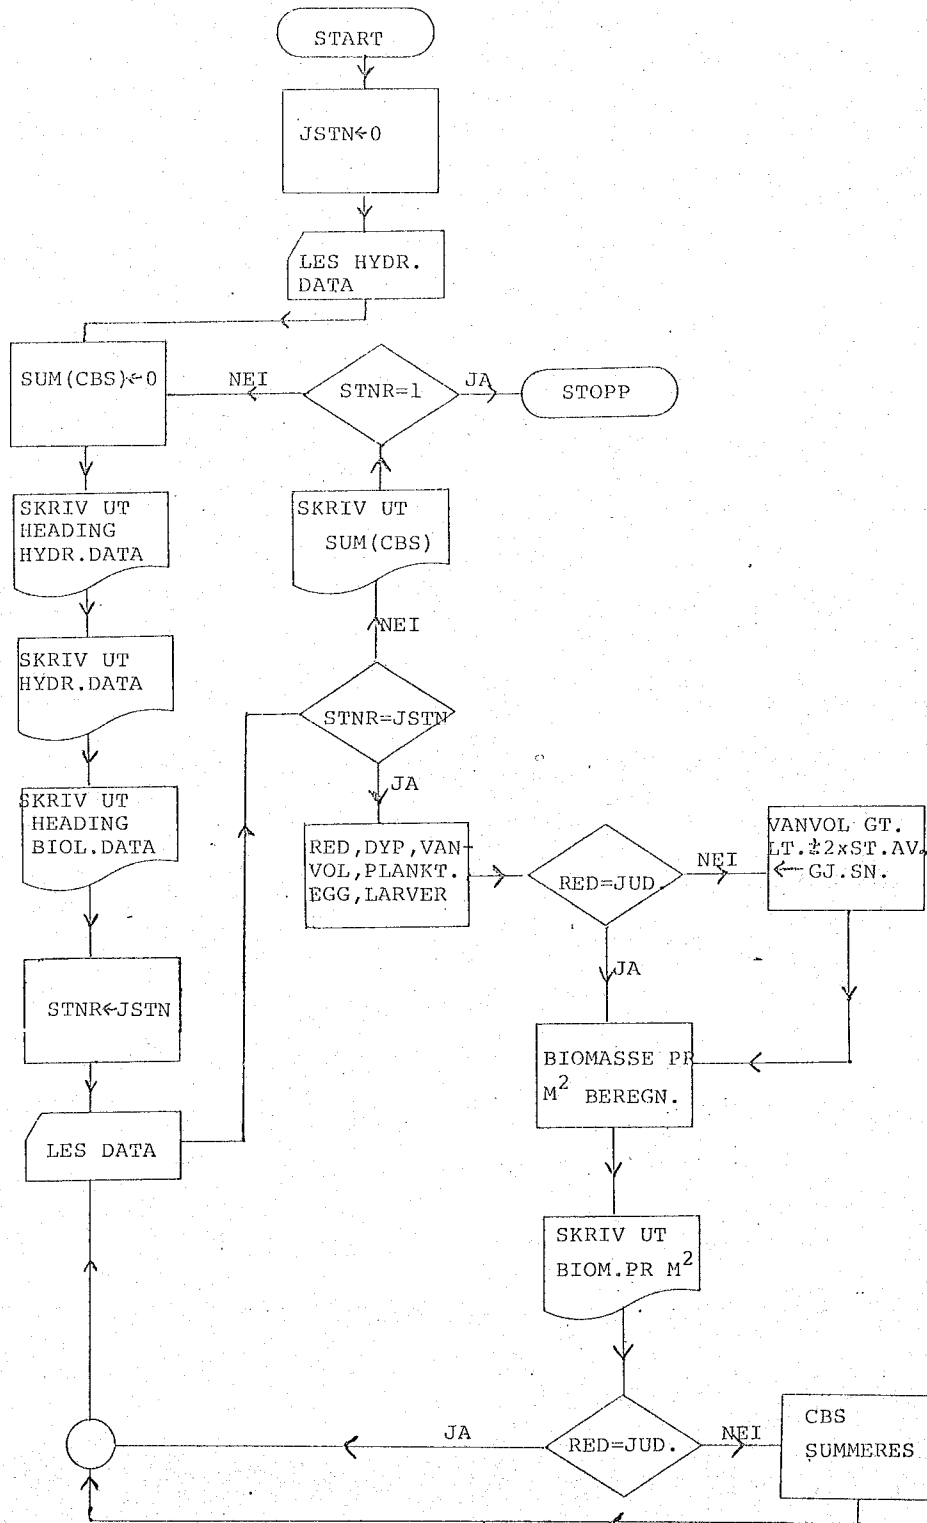 START
JSTN←0
LES HYDR.
DATA
SUM(CBS)←0
NEI
STNR=1
JA
STOPP
SKRIV UT
HEADING
HYDR.DATA
SKRIV UT
SUM(CBS)
NEI
SKRIV UT
HYDR.DATA
STNR=JSTN
JA
SKRIV UT
HEADING
BIOL.DATA
RED,DYP,VAN-
VOL,PLANKT.
EGG,LARVER
RED=JUD.
NEI
VANVOL GT.
LT.±2xST.AV.
← GJ.SN.
JA
STNR←JSTN
BIOMASSE PR
M² BEREGN.
LES DATA
SKRIV UT
BIOM.PR M²
JA
RED=JUD.
NEI
CBS
SUMMERES